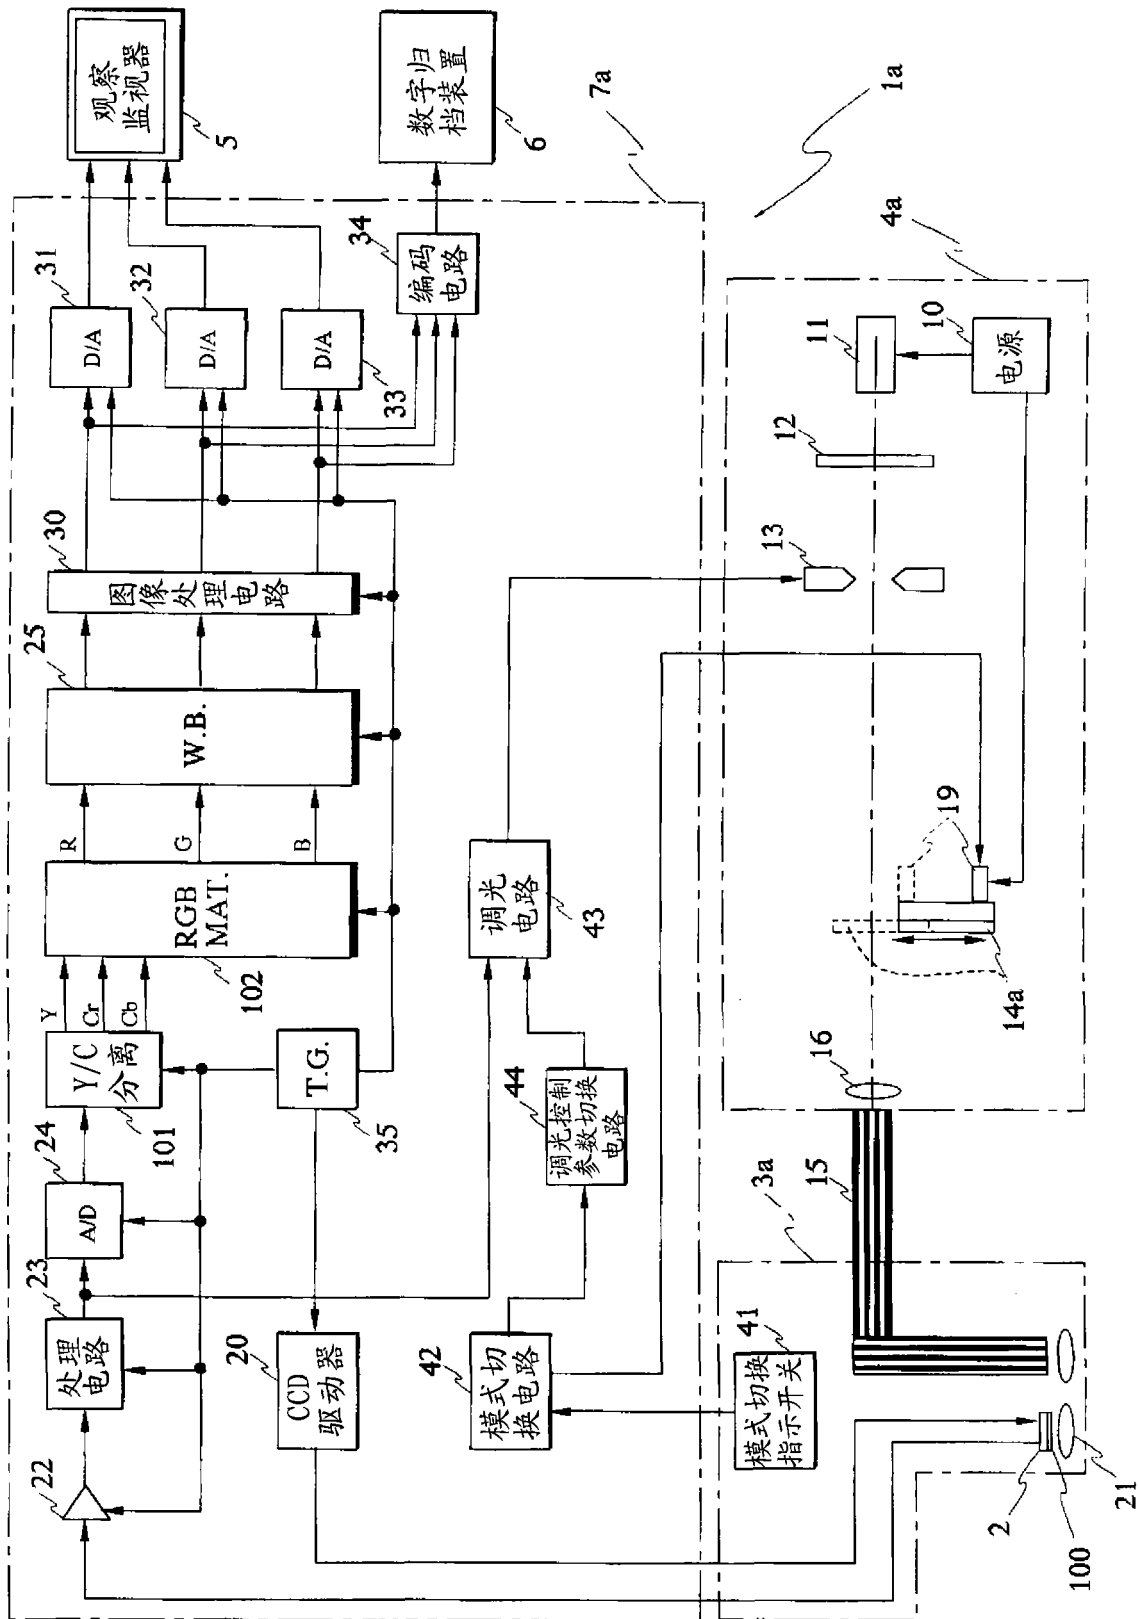 22
23
处理
电路
24
A/D
101
Y/C
分离
Y
Cr
Cb
102
RGB
MAT.
R
G
B
25
W.B.
30
图像处理电路
31
D/A
32
D/A
33
D/A
观察
监视器
5
34
编码
电路
数字归
档装置
6
7a
1a
20
CCD
驱动器
35
T.G.
42
模式切
换电路
44
调光控制
参数切换
电路
43
调光
电路
41
模式切换
指示开关
3a
2
100
21
15
16
14a
19
13
12
11
10
电源
4a